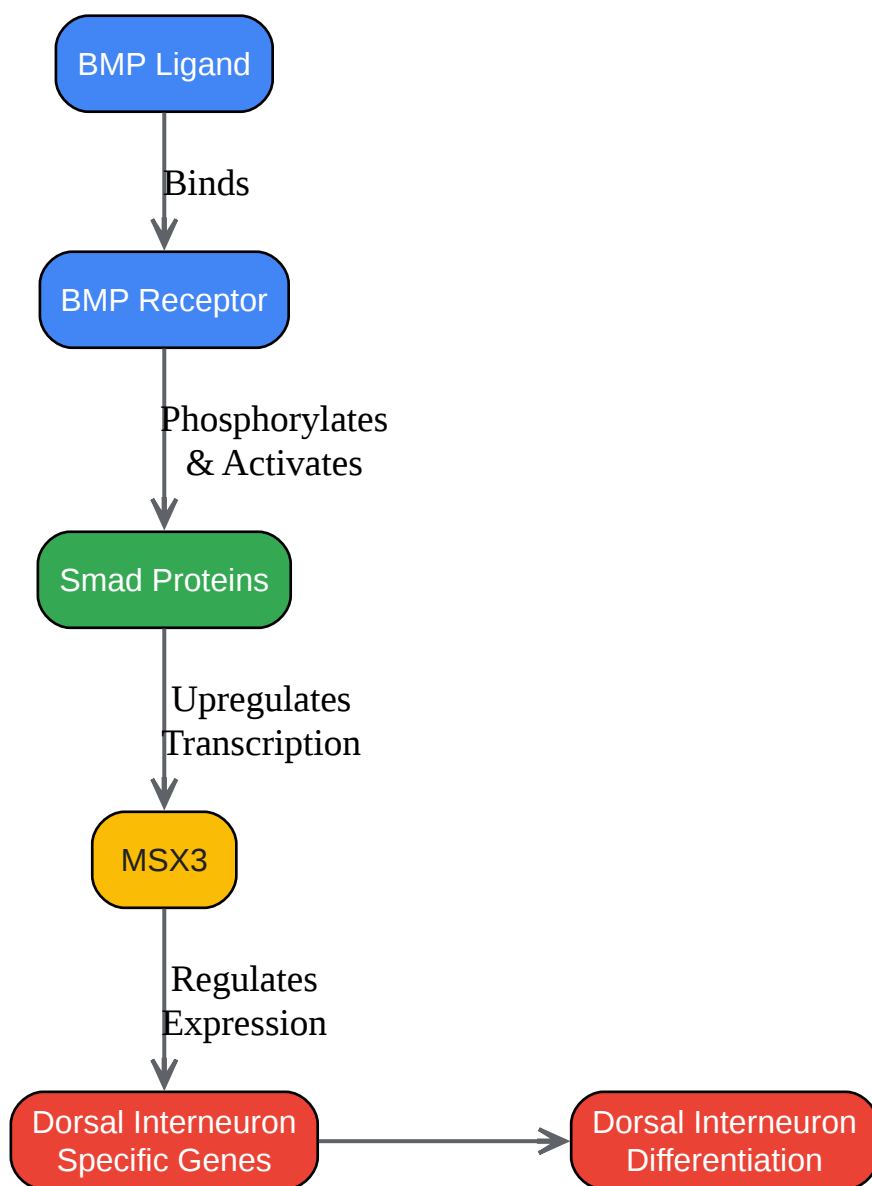 BMP Ligand
Binds
BMP Receptor
Phosphorylates
& Activates
Smad Proteins
Upregulates
Transcription
MSX3
Regulates
Expression
Dorsal Interneuron
Specific Genes
Dorsal Interneuron
Differentiation